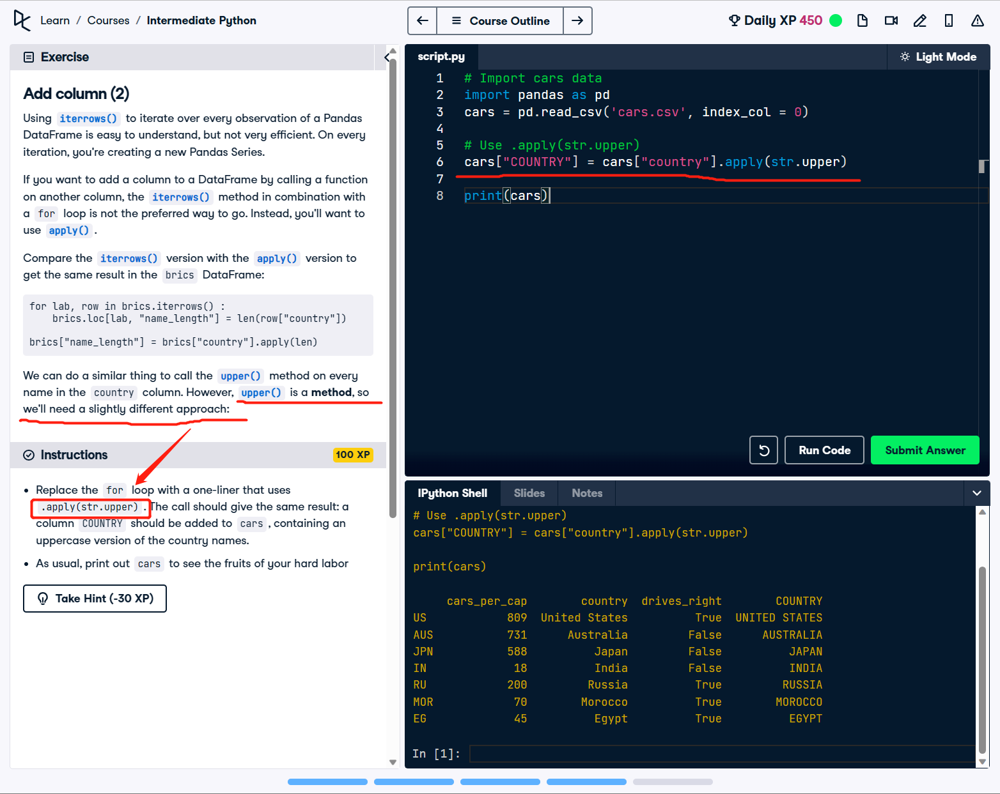 Learn / Courses / Intermediate Python
Course Outline
Daily XP 450
Exercise
Add column (2)
Using iterrows() to iterate over every observation of a Pandas
DataFrame is easy to understand, but not very efficient. On every
iteration, you're creating a new Pandas Series.
If you want to add a column to a DataFrame by calling a function
on another column, the iterrows() method in combination with
a for loop is not the preferred way to go. Instead, you'll want to
use apply() .
Compare the iterrows() version with the apply() version to
get the same result in the brics DataFrame:
for lab, row in brics.iterrows() :
    brics.loc[lab, "name_length"] = len(row["country"])
brics["name_length"] = brics["country"].apply(len)
We can do a similar thing to call the upper() method on every
name in the country column. However, upper() is a method, so
we'll need a slightly different approach:
Instructions
100 XP
• Replace the for loop with a one-liner that uses
.apply(str.upper) . The call should give the same result: a
column COUNTRY should be added to cars , containing an
uppercase version of the country names.
• As usual, print out cars to see the fruits of your hard labor
Take Hint (-30 XP)
script.py
Light Mode
1 # Import cars data
2 import pandas as pd
3 cars = pd.read_csv('cars.csv', index_col = 0)
4
5 # Use .apply(str.upper)
6 cars["COUNTRY"] = cars["country"].apply(str.upper)
7
8 print(cars)
Run Code
Submit Answer
IPython Shell
Slides
Notes
# Use .apply(str.upper)
cars["COUNTRY"] = cars["country"].apply(str.upper)
print(cars)
cars_per_cap country drives_right COUNTRY
US 809 United States True UNITED STATES
AUS 731 Australia False AUSTRALIA
JPN 588 Japan False JAPAN
IN 18 India False INDIA
RU 200 Russia True RUSSIA
MOR 70 Morocco True MOROCCO
EG 45 Egypt True EGYPT
In [1]: